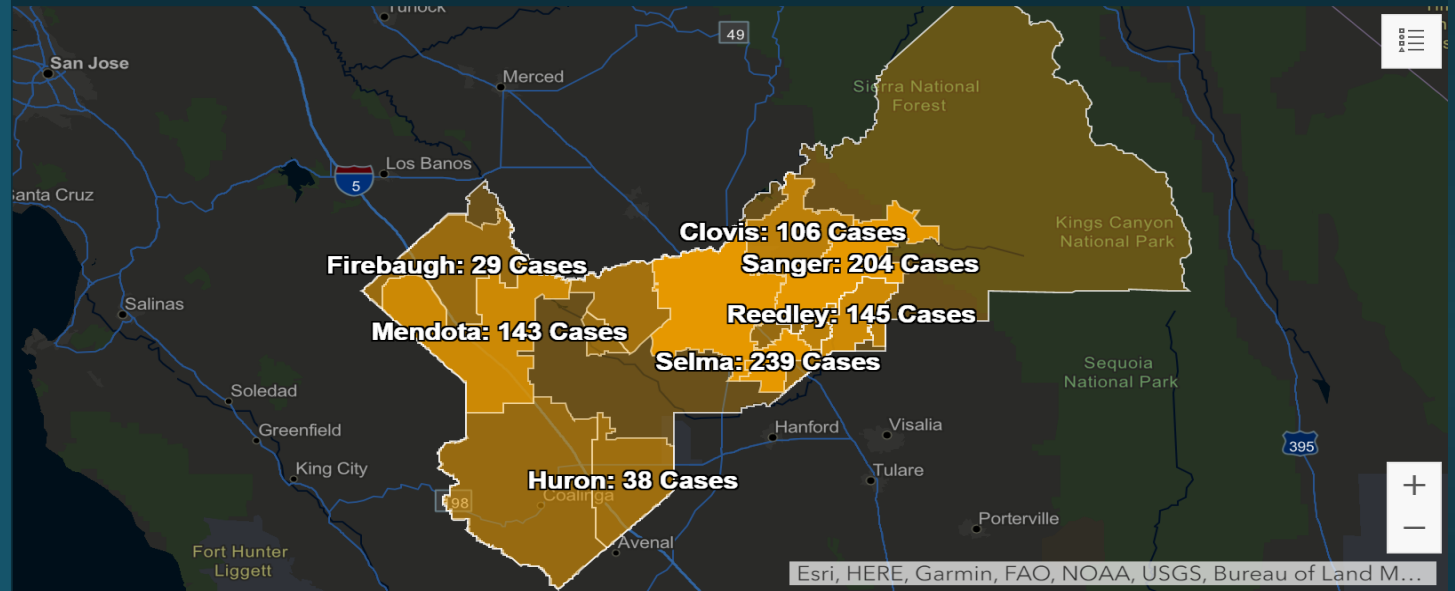 Turlock
49
San Jose
Merced
Sierra National
Forest
Los Banos
5
Santa Cruz
Clovis: 106 Cases
Kings Canyon
National Park
Firebaugh: 29 Cases
Sanger: 204 Cases
Salinas
Reedley: 145 Cases
Mendota: 143 Cases
Selma: 239 Cases
Sequoia
National Park
Soledad
Greenfield
Hanford
Visalia
395
King City
Tulare
Huron: 38 Cases
98
Coalinga
Porterville
Avenal
Fort Hunter
Liggett
+
−
Esri, HERE, Garmin, FAO, NOAA, USGS, Bureau of Land M...